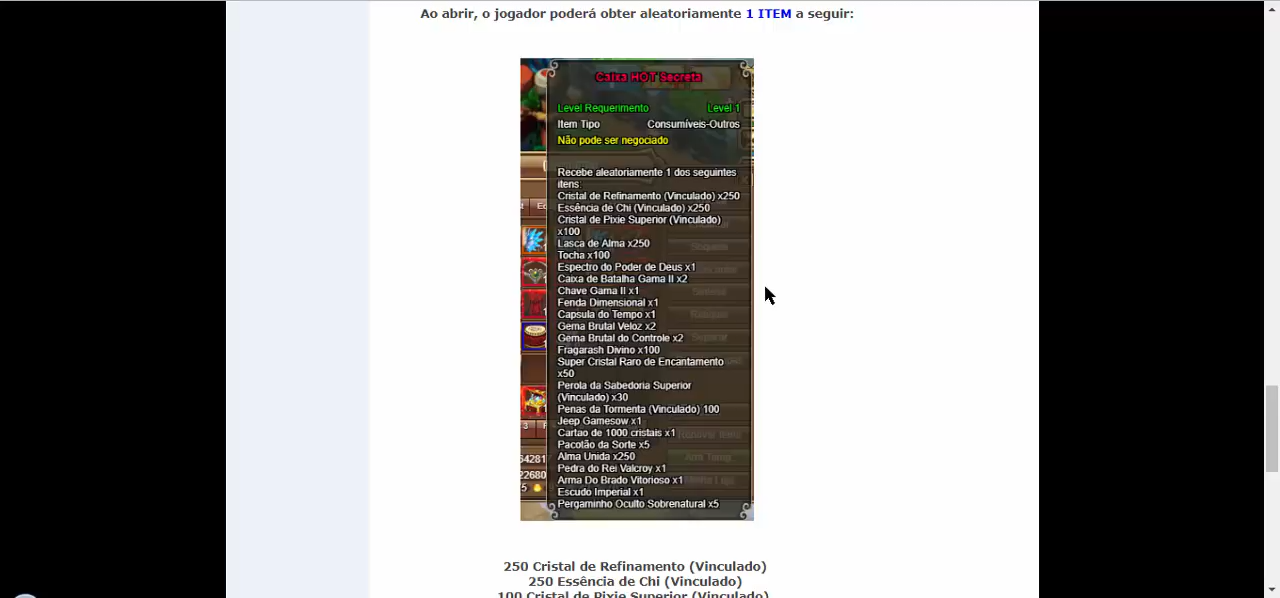 Ao abrir, o jogador poderá obter aleatoriamente 1 ITEM a seguir:
Caixa HOT Secreta
Level Requerimento Level 1
Item Tipo Consumíveis-Outros
Não pode ser negociado
Recebe aleatoriamente 1 dos seguintes
itens:
Cristal de Refinamento (Vinculado) x250
Essência de Chi (Vinculado) x250
Cristal de Pixie Superior (Vinculado)
x100
Lasca de Alma x250
Tocha x100
Espectro do Poder de Deus x1
Caixa de Batalha Gama II x2
Chave Gama II x1
Fenda Dimensional x1
Capsula do Tempo x1
Gema Brutal Veloz x2
Gema Brutal do Controle x2
Fragarash Divino x100
Super Cristal Raro de Encantamento
x50
Perola da Sabedoria Superior
(Vinculado) x30
Penas da Tormenta (Vinculado) 100
Jeep Gamesow x1
Cartao de 1000 cristais x1
Pacotão da Sorte x5
Alma Unida x250
Pedra do Rei Valcroy x1
Arma Do Brado Vitorioso x1
Escudo Imperial x1
Pergaminho Oculto Sobrenatural x5
250 Cristal de Refinamento (Vinculado)
250 Essência de Chi (Vinculado)
100 Cristal de Pixie Superior (Vinculado)